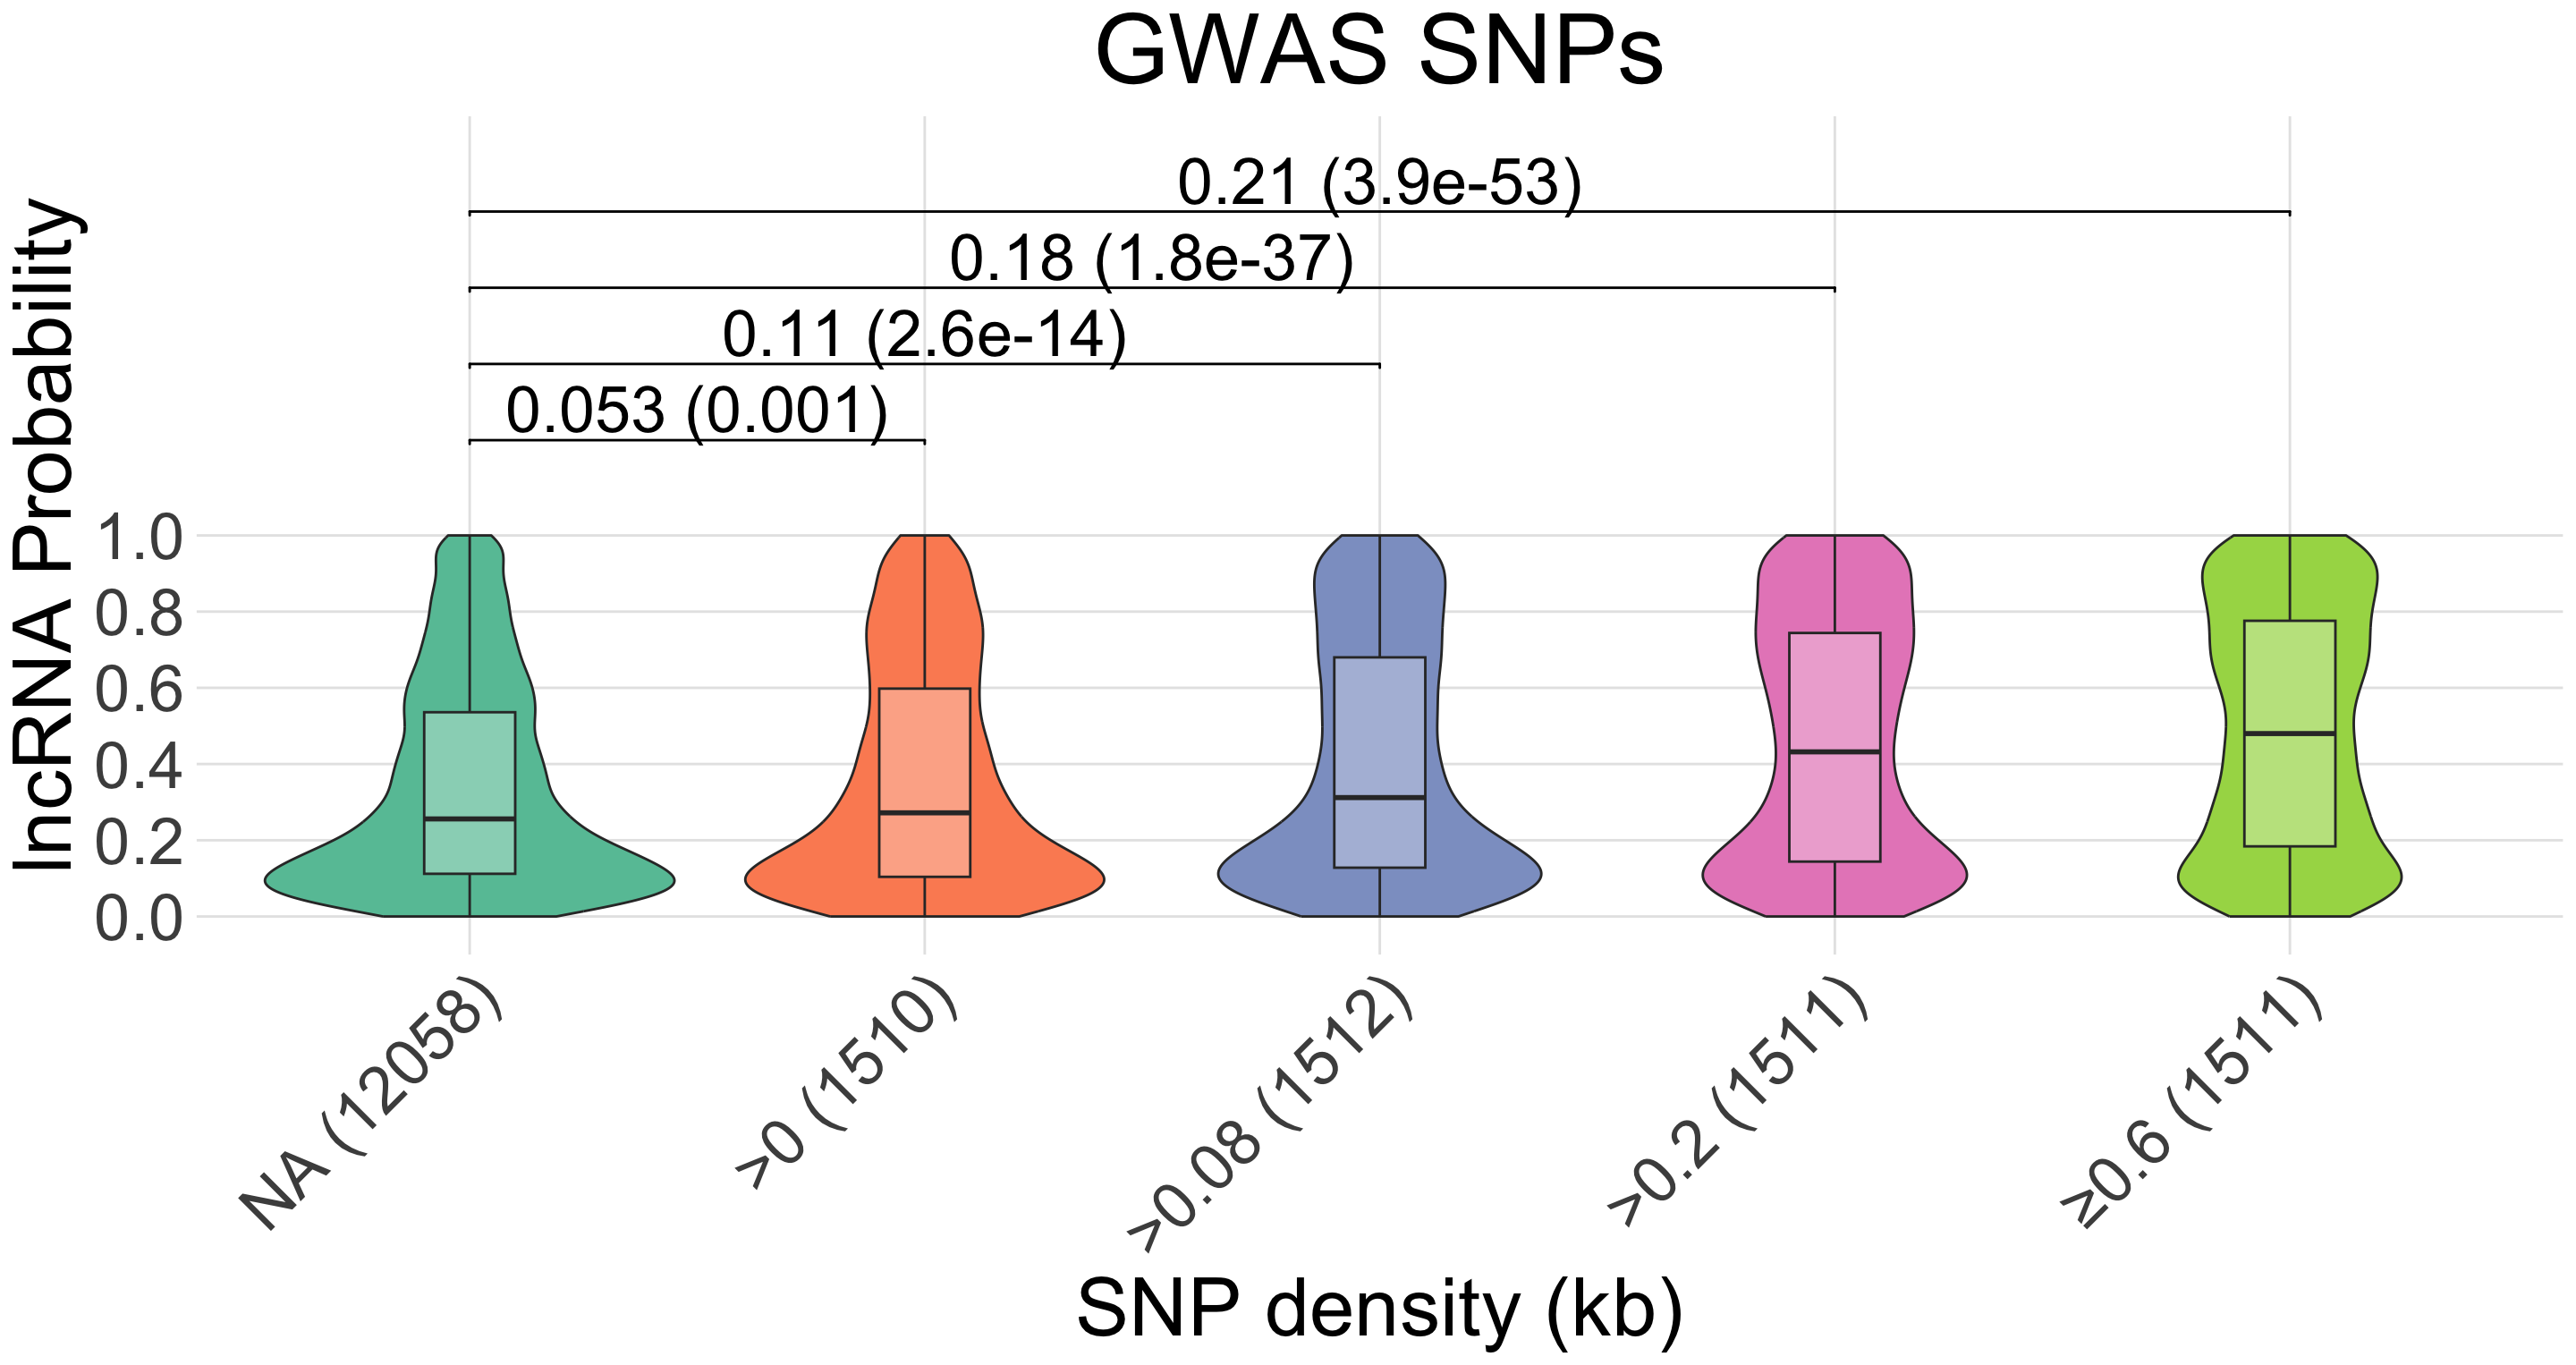 GWAS SNPs
lncRNA Probability
0.21 (3.9e-53)
0.18 (1.8e-37)
0.11 (2.6e-14)
0.053 (0.001)
1.0
0.8
0.6
0.4
0.2
0.0
NA (12058)
>0 (1510)
>0.08 (1512)
>0.2 (1511)
≥0.6 (1511)
SNP density (kb)